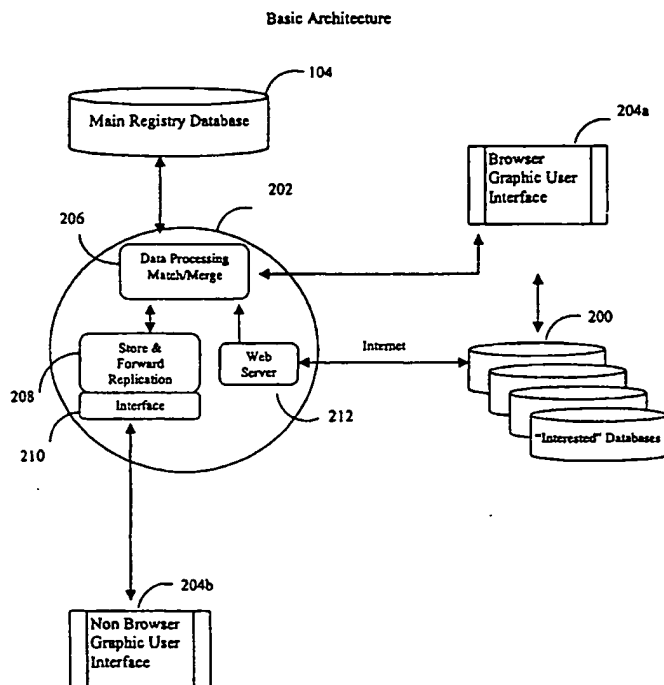 Basic Architecture
104
Main Registry Database
204a
Browser
Graphic User
Interface
202
206
Data Processing
Match/Merge
200
Internet
Store &
Forward
Replication
Web
Server
208
Interface
212
210
"Interested" Databases
204b
Non Browser
Graphic User
Interface